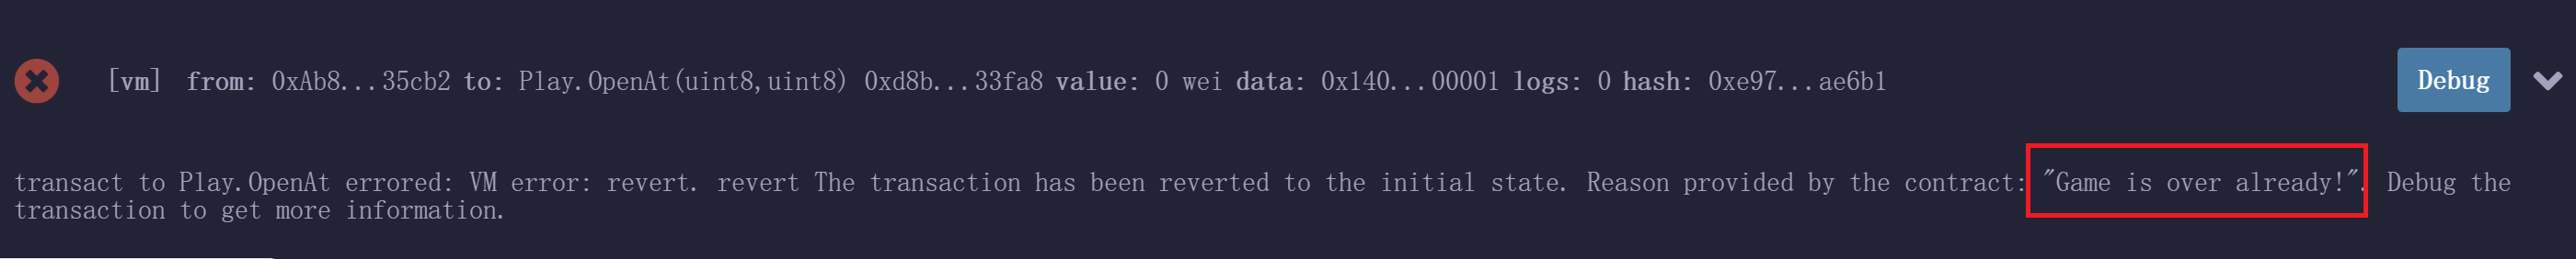 [vm] from: 0xAb8...35cb2 to: Play.OpenAt(uint8,uint8) 0xd8b...33fa8 value: 0 wei data: 0x140...00001 logs: 0 hash: 0xe97...ae6b1 Debug
transact to Play.OpenAt errored: VM error: revert. revert The transaction has been reverted to the initial state. Reason provided by the contract: "Game is over already!". Debug the
transaction to get more information.